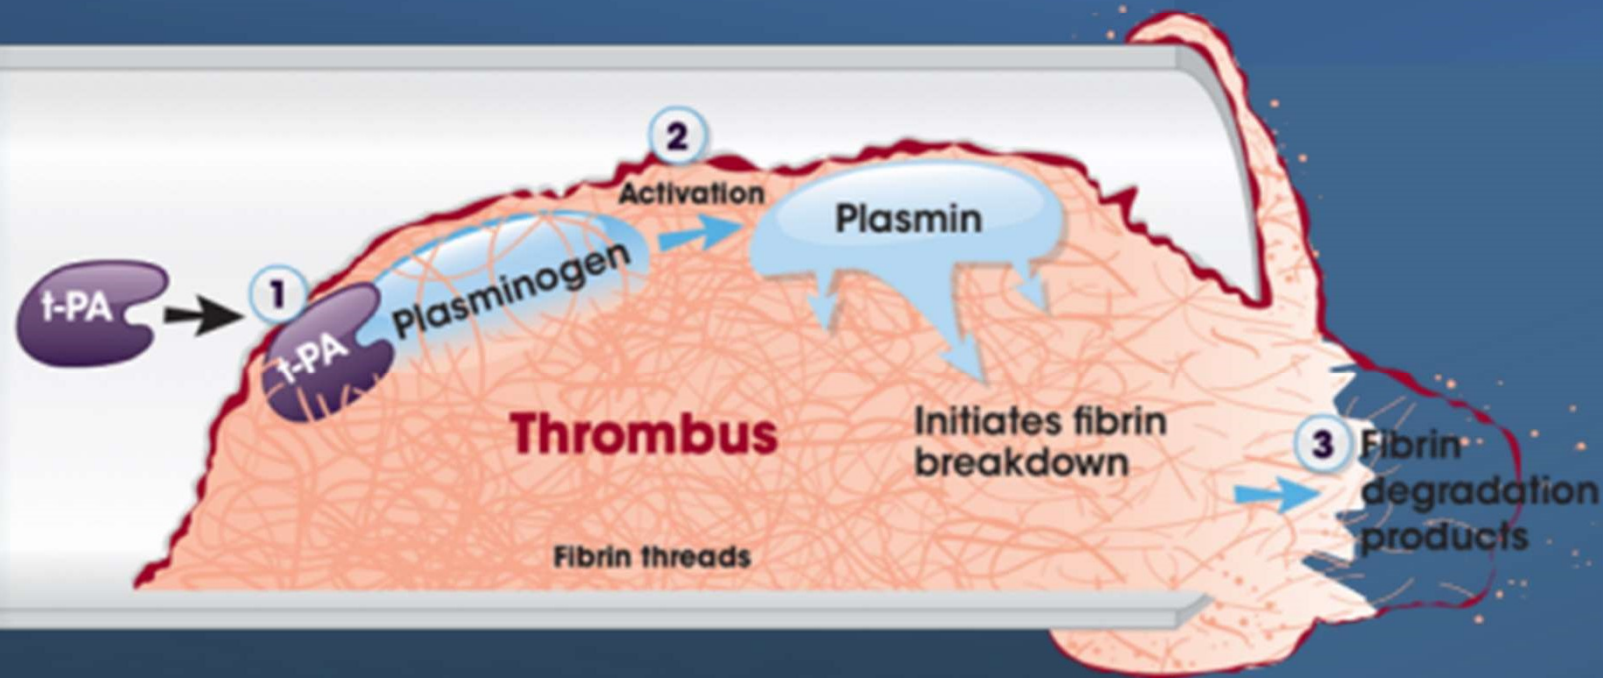 t-PA
1
t-PA
Plasminogen
2
Activation
Plasmin
Thrombus
Initiates fibrin
breakdown
Fibrin threads
3
Fibrin
degradation
products